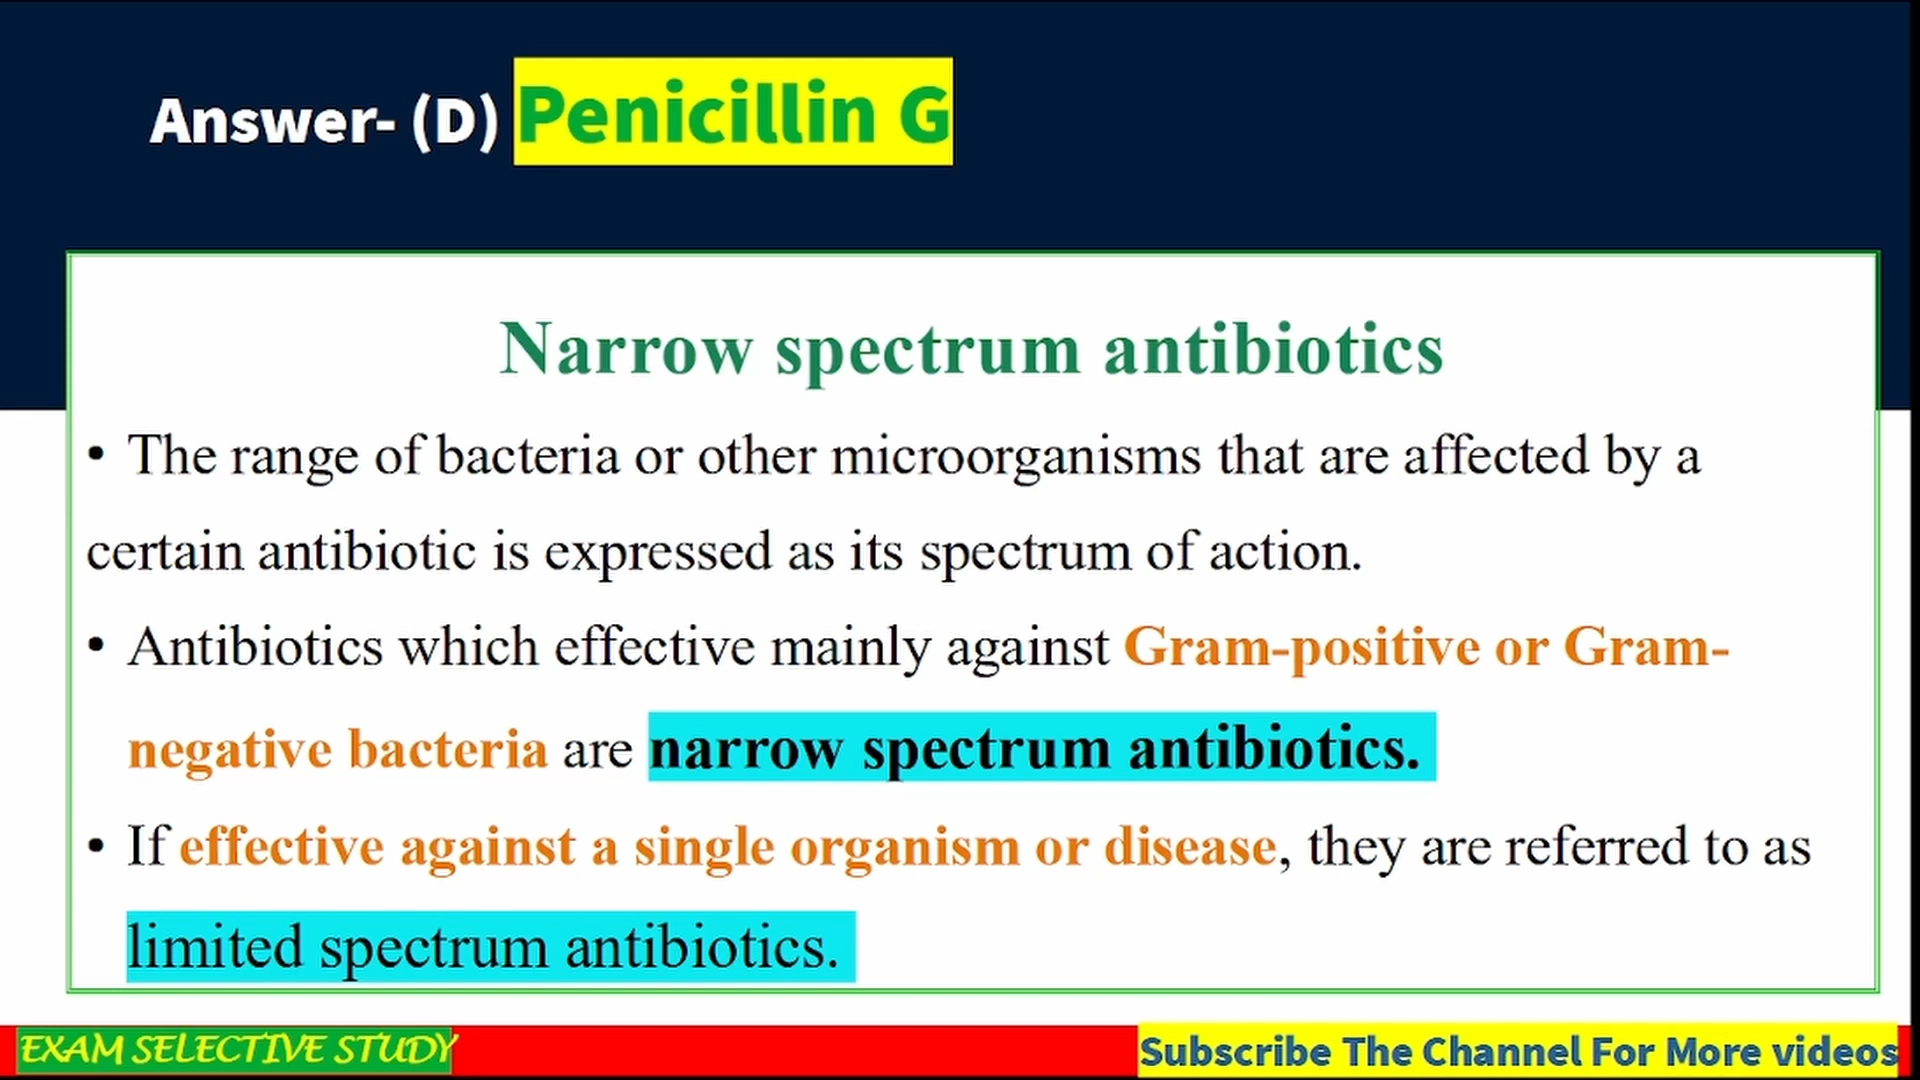 Answer- (D) Penicillin G
Narrow spectrum antibiotics
• The range of bacteria or other microorganisms that are affected by a
certain antibiotic is expressed as its spectrum of action.
• Antibiotics which effective mainly against Gram-positive or Gram-
negative bacteria are narrow spectrum antibiotics.
• If effective against a single organism or disease, they are referred to as
limited spectrum antibiotics.
EXAM SELECTIVE STUDY
Subscribe The Channel For More videos